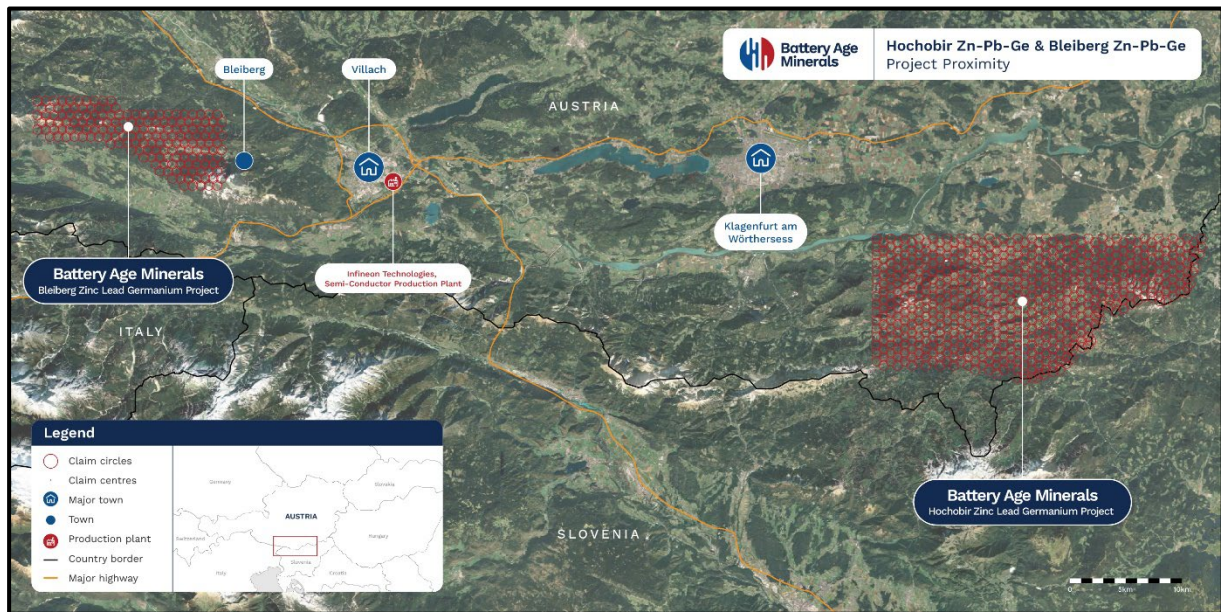 Battery Age
Minerals
Hochobir Zn-Pb-Ge & Bleiberg Zn-Pb-Ge
Project Proximity
Bleiberg
Villach
AUSTRIA
Klagenfurt am
Wörthersess
Infineon Technologies,
Semi-Conductor Production Plant
Battery Age Minerals
Bleiberg Zinc Lead Germanium Project
ITALY
Battery Age Minerals
Hochobir Zinc Lead Germanium Project
SLOVENIA
Legend
Claim circles
Claim centres
Major town
Town
Production plant
Country border
Major highway
Germany
Slovakia
AUSTRIA
Switzerland
Hungary
Slovenia
Italy
Croatia
0 5km 10km